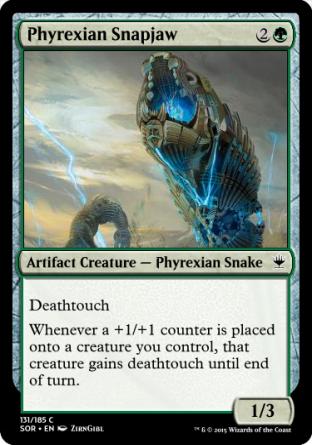 Phyrexian Snapjaw 2
Artifact Creature — Phyrexian Snake
Deathtouch
Whenever a +1/+1 counter is placed
onto a creature you control, that
creature gains deathtouch until end
of turn.
131/185 C
SOR • EN ZirnGibl
1/3
™ & © 2015 Wizards of the Coast